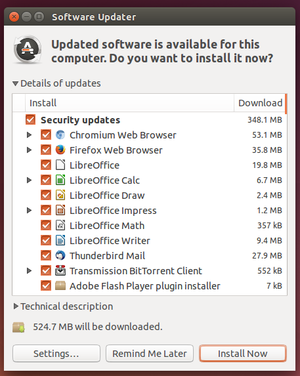 Software Updater
Updated software is available for this
computer. Do you want to install it now?
Details of updates
Install Download
Security updates 348.1 MB
Chromium Web Browser 53.1 MB
Firefox Web Browser 35.8 MB
LibreOffice 19.8 MB
LibreOffice Calc 6.7 MB
LibreOffice Draw 2.4 MB
LibreOffice Impress 1.2 MB
LibreOffice Math 357 kB
LibreOffice Writer 9.4 MB
Thunderbird Mail 27.9 MB
Transmission BitTorrent Client 552 kB
Adobe Flash Player plugin installer 7 kB
Technical description
524.7 MB will be downloaded.
Settings... Remind Me Later Install Now